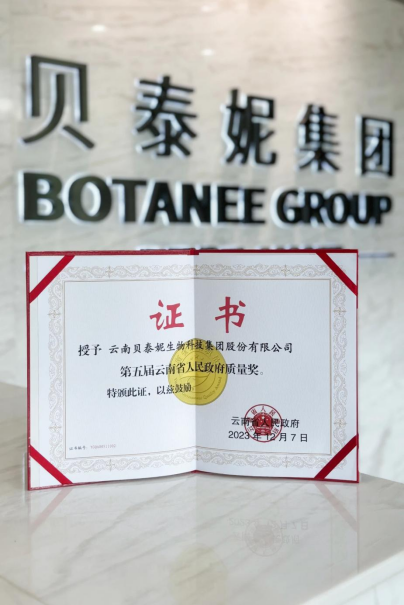 贝泰妮集团
BOTANEE GROUP
证书
授予 云南贝泰妮生物科技集团股份有限公司
第五届云南省人民政府质量奖。
特颁此证，以兹鼓励
云南省人民政府
2023年12月7日